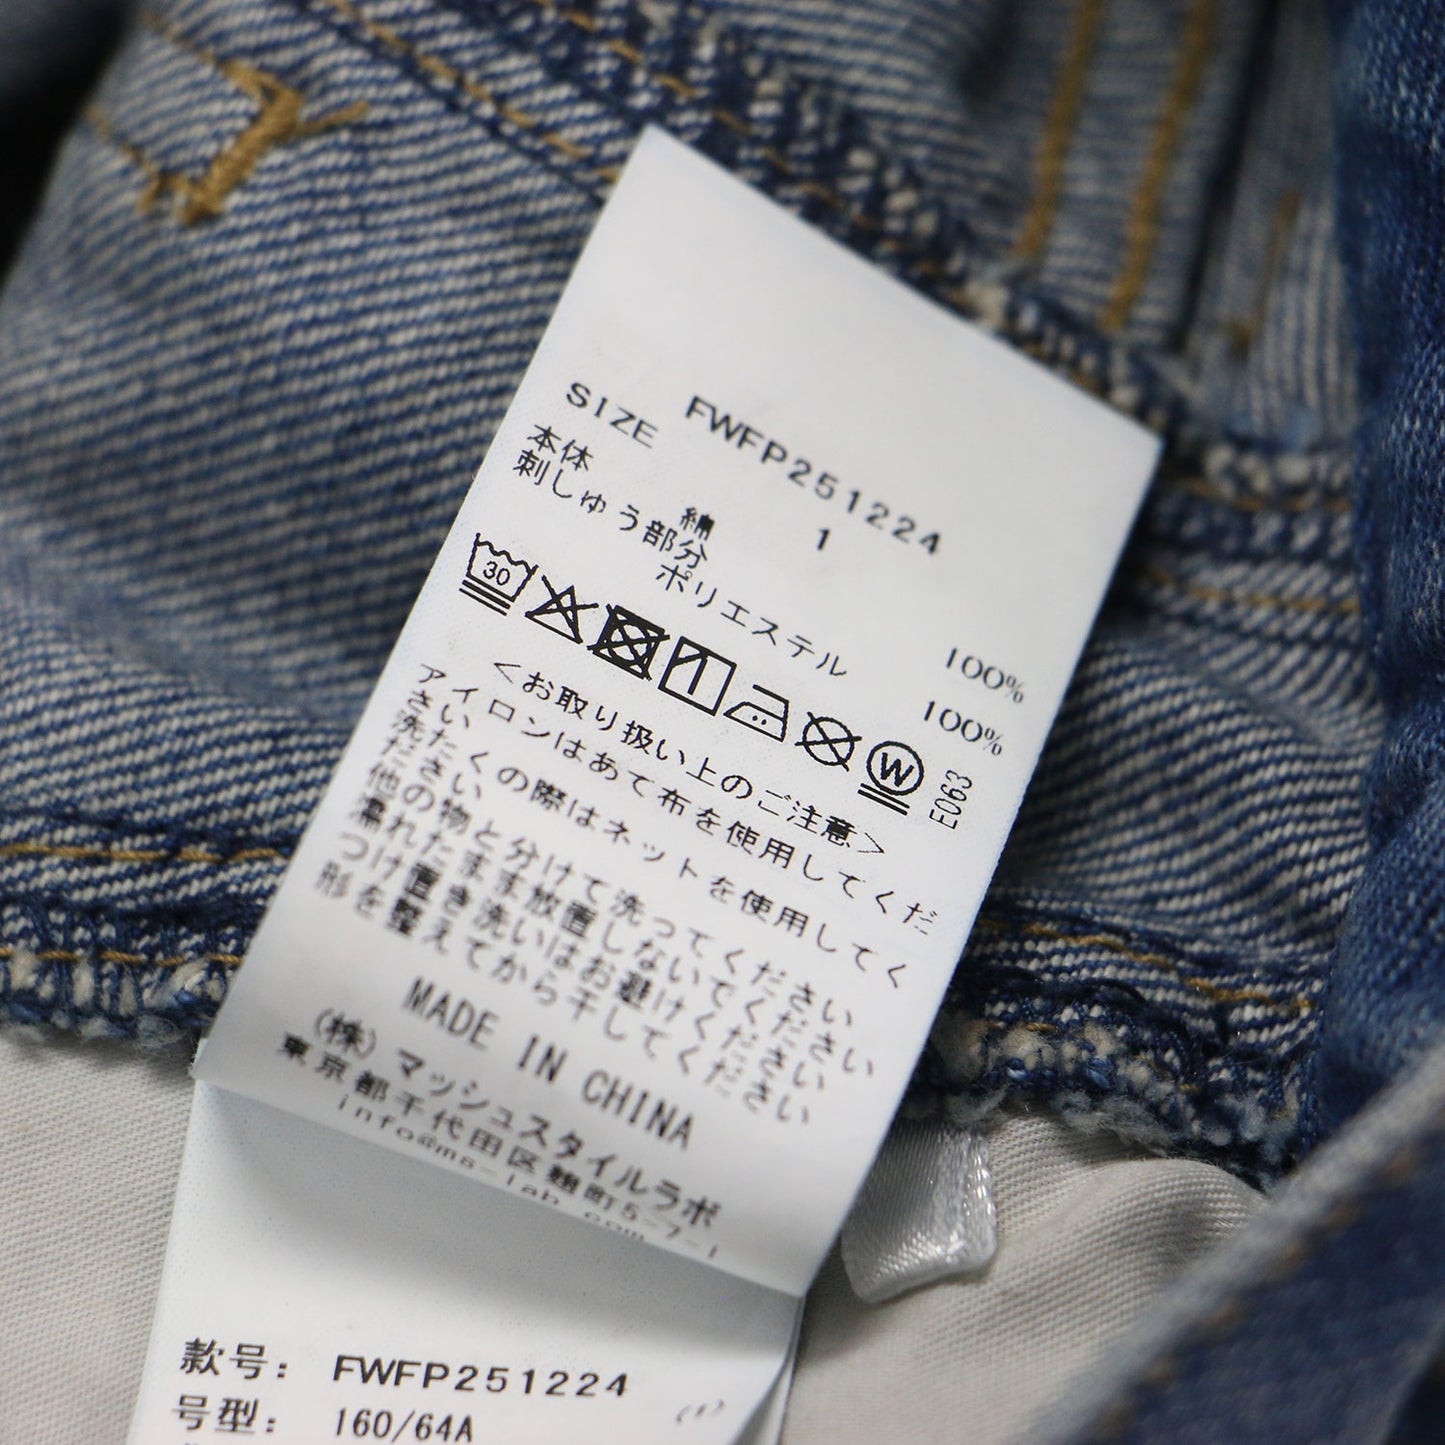 FWFP251224
SIZE 1
本体
綿 100%
刺しゅう部分
ポリエステル 100%
30 W E063
<お取り扱い上のご注意>
アイロンはあて布を使用してくだ
さい
洗たくの際はネットを使用してく
ださい
他の物と分けて洗ってください
濡れたまま放置しないでください
つけ置き洗いはお避けください
形を整えてから干してください
MADE IN CHINA
(株)マッシュスタイルラボ
東京都千代田区麹町5-7-1
info@ms-lab.com
款号: FWFP251224
号型: 160/64A (1)